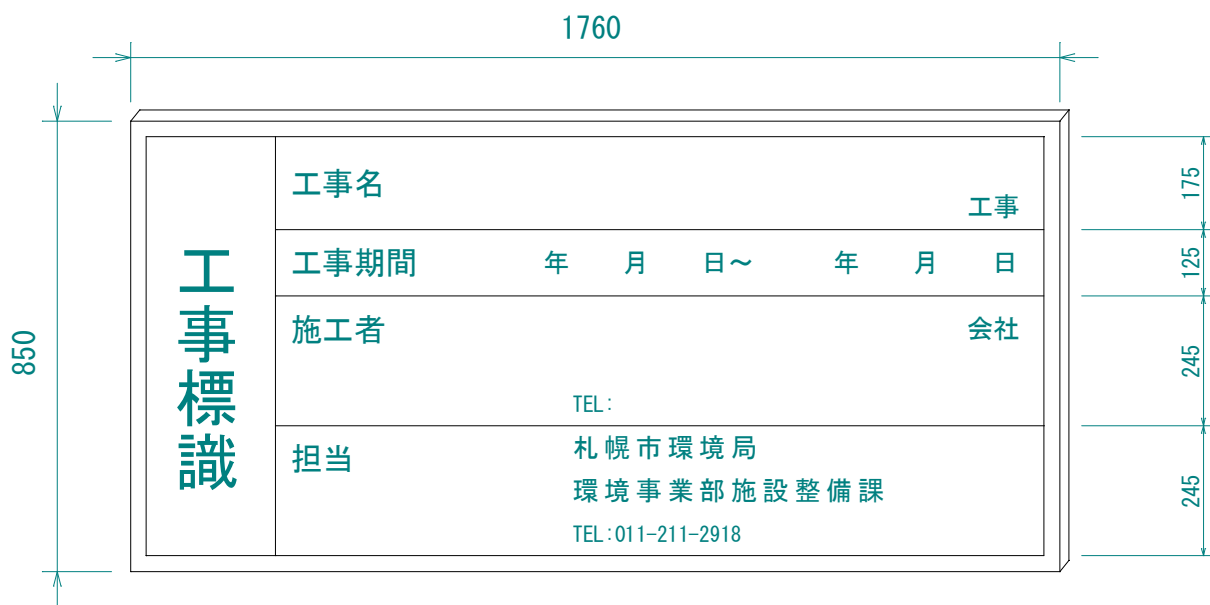 1760
850
工事標識
工事名
工事
175
工事期間 年 月 日～ 年 月 日
125
施工者 会社
TEL:
245
担当 札幌市環境局
環境事業部施設整備課
TEL:011-211-2918
245